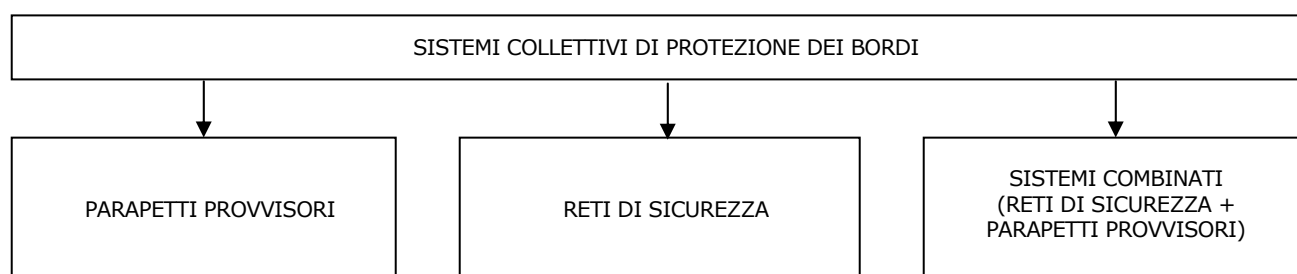 SISTEMI COLLETTIVI DI PROTEZIONE DEI BORDI
PARAPETTI PROVVISORI
RETI DI SICUREZZA
SISTEMI COMBINATI
(RETI DI SICUREZZA +
PARAPETTI PROVVISORI)